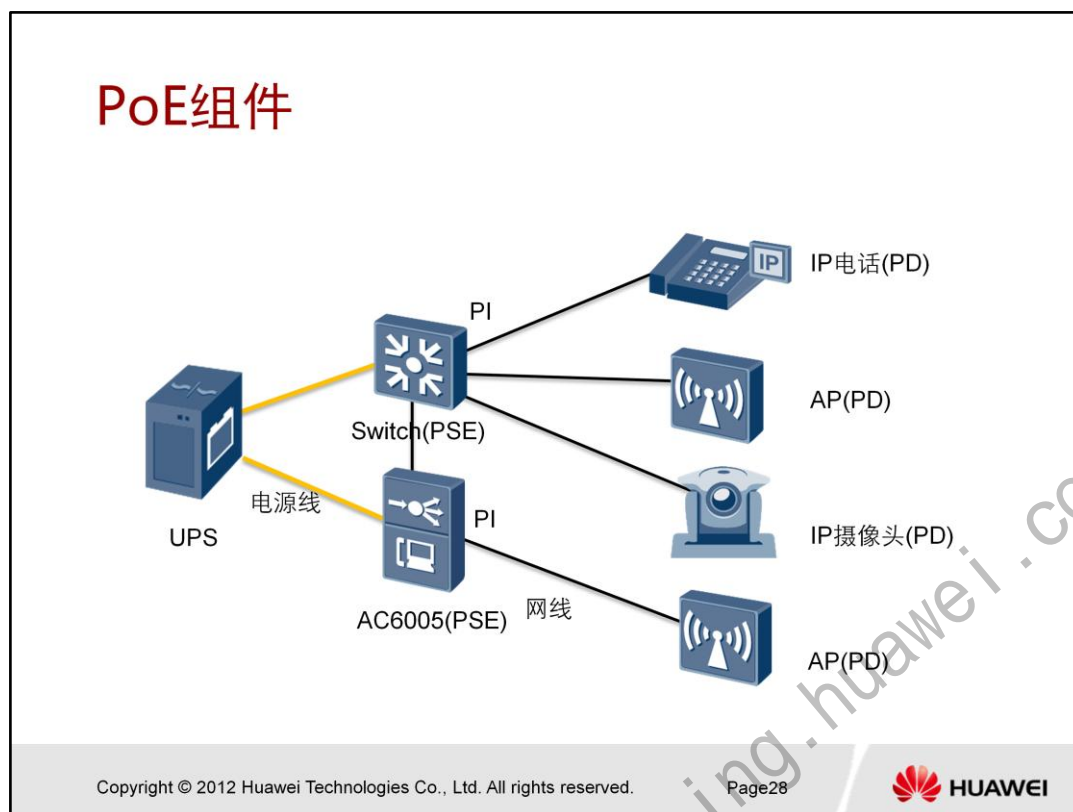 PoE组件
IP
IP电话(PD)
PI
AP(PD)
Switch(PSE)
电源线
PI
UPS
IP摄像头(PD)
网线
AC6005(PSE)
AP(PD)
ing.huawei.co
Copyright © 2012 Huawei Technologies Co., Ltd. All rights reserved.
Page28
HUAWEI